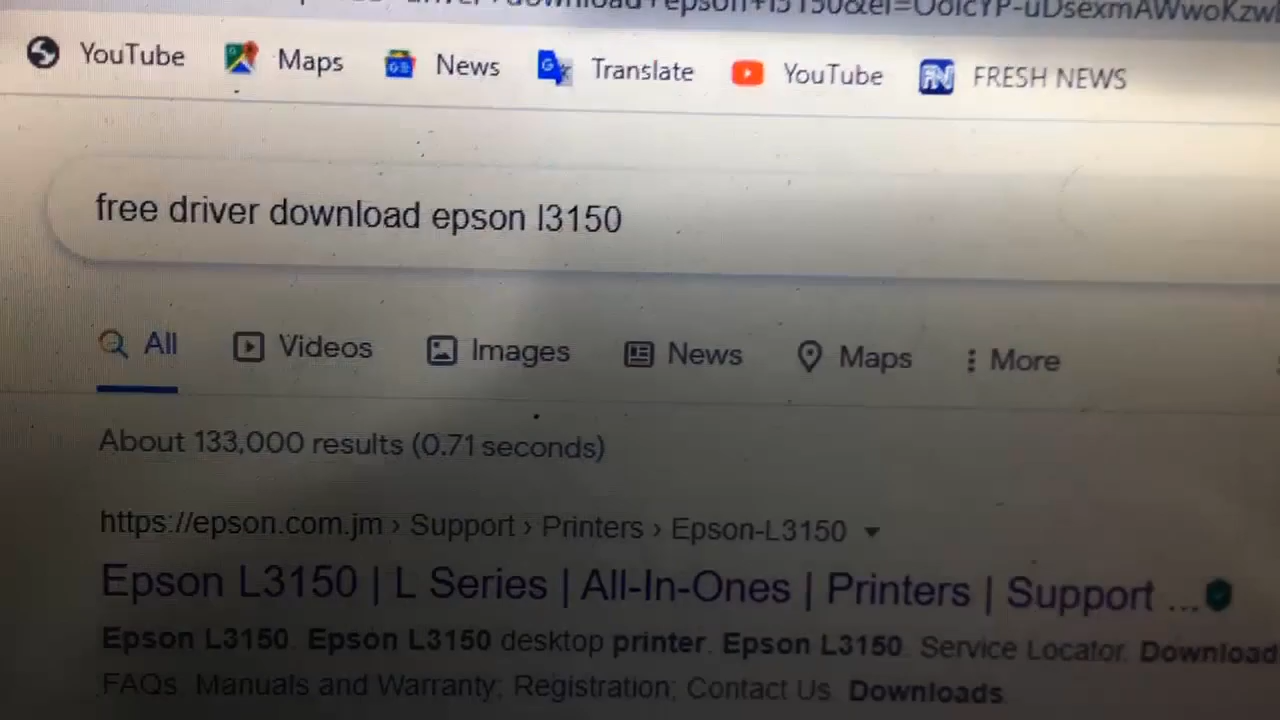 YouTube Maps News Translate YouTube FRESH NEWS
free driver download epson l3150
All Videos Images News Maps More
About 133,000 results (0.71 seconds)
https://epson.com.jm › Support › Printers › Epson-L3150
Epson L3150 | L Series | All-In-Ones | Printers | Support ...
Epson L3150. Epson L3150 desktop printer. Epson L3150. Service Locator. Download
FAQs. Manuals and Warranty; Registration; Contact Us. Downloads.